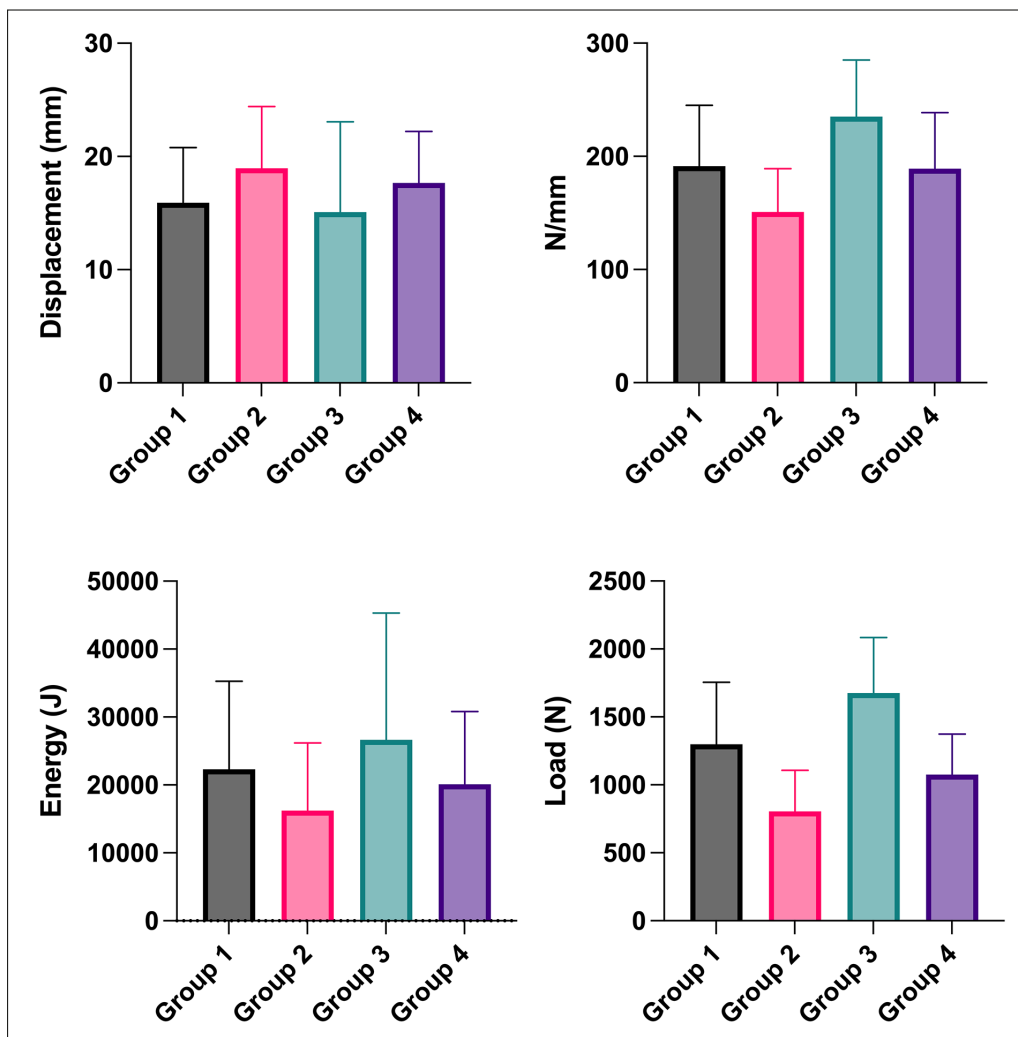 Displacement (mm)
30
20
10
0
Group 1
Group 2
Group 3
Group 4
N/mm
300
200
100
0
Group 1
Group 2
Group 3
Group 4
Energy (J)
50000
40000
30000
20000
10000
0
Group 1
Group 2
Group 3
Group 4
Load (N)
2500
2000
1500
1000
500
0
Group 1
Group 2
Group 3
Group 4